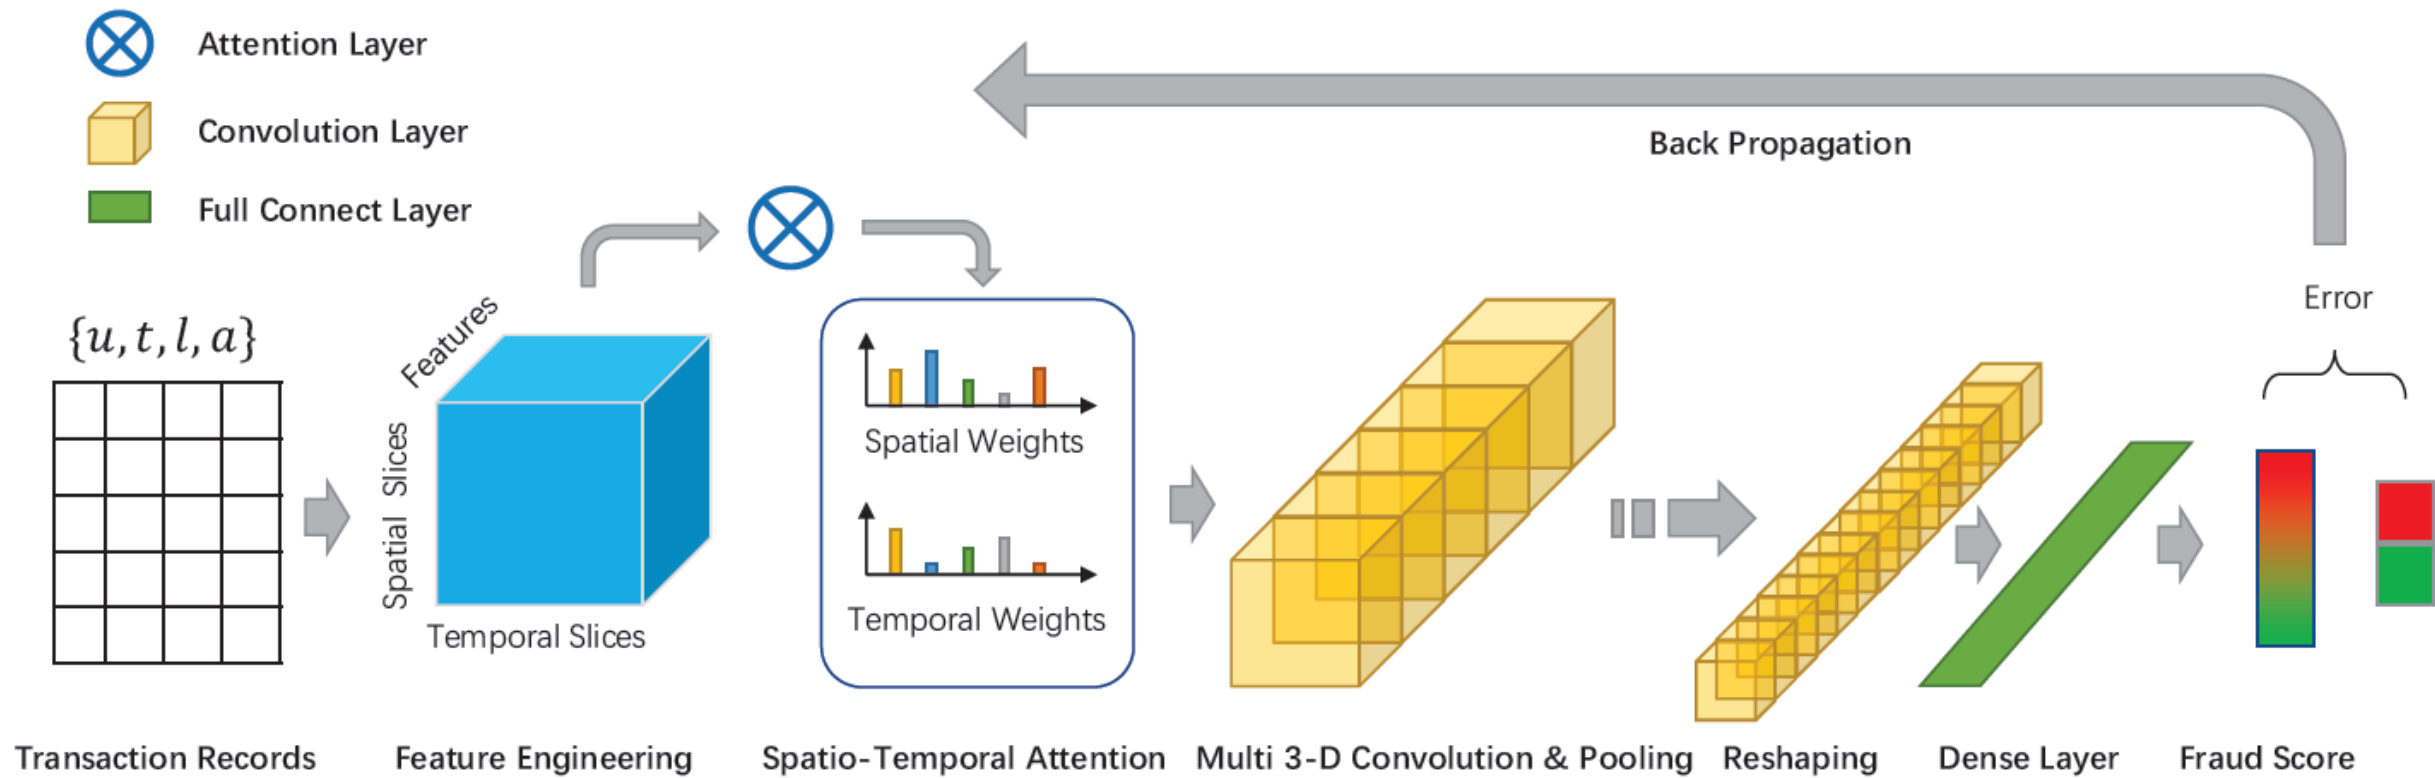 Attention Layer
Convolution Layer
Full Connect Layer
Back Propagation
Error
{u, t, l, a}
Features
Spatial Slices
Temporal Slices
Spatial Weights
Temporal Weights
Transaction Records
Feature Engineering
Spatio-Temporal Attention
Multi 3-D Convolution & Pooling
Reshaping
Dense Layer
Fraud Score